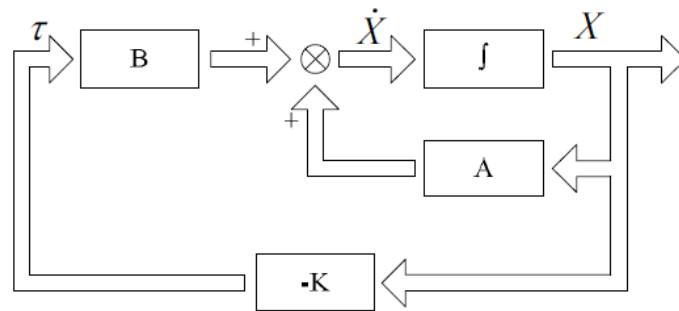 τ B + Ẋ ∫ X
+
A
-K